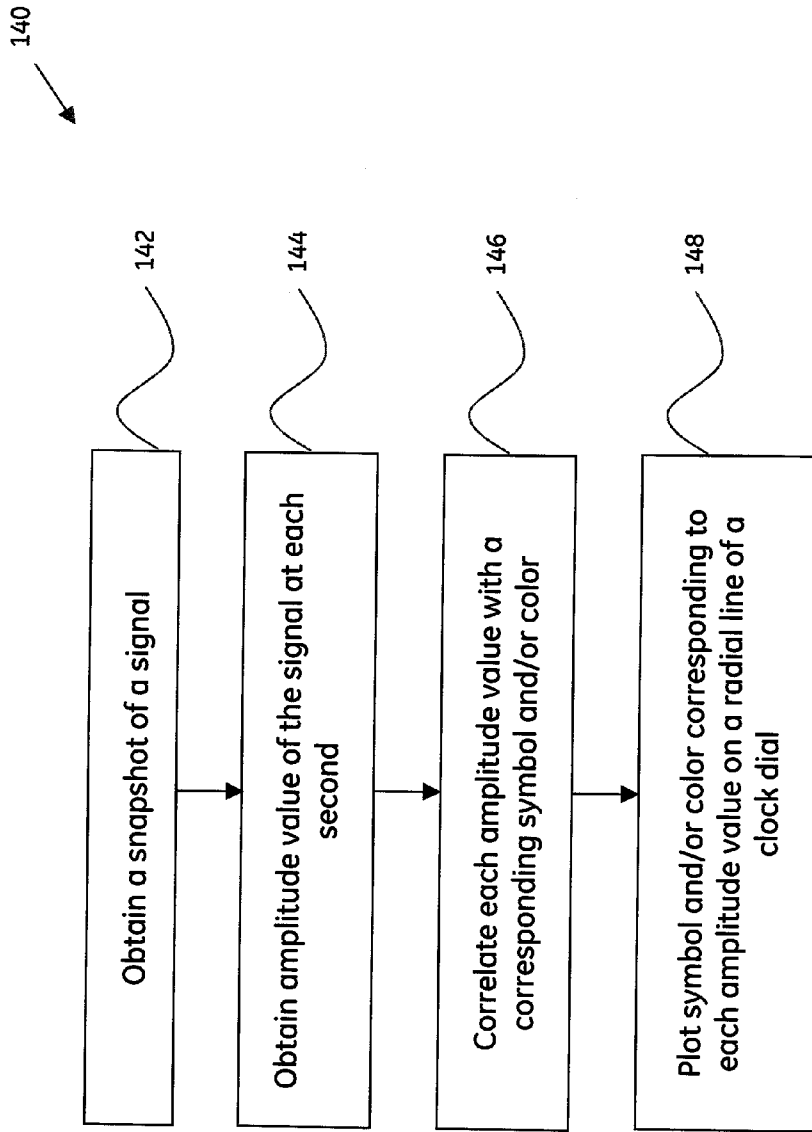 140
Obtain a snapshot of a signal
142
Obtain amplitude value of the signal at each
second
144
Correlate each amplitude value with a
corresponding symbol and/or color
146
Plot symbol and/or color corresponding to
each amplitude value on a radial line of a
clock dial
148